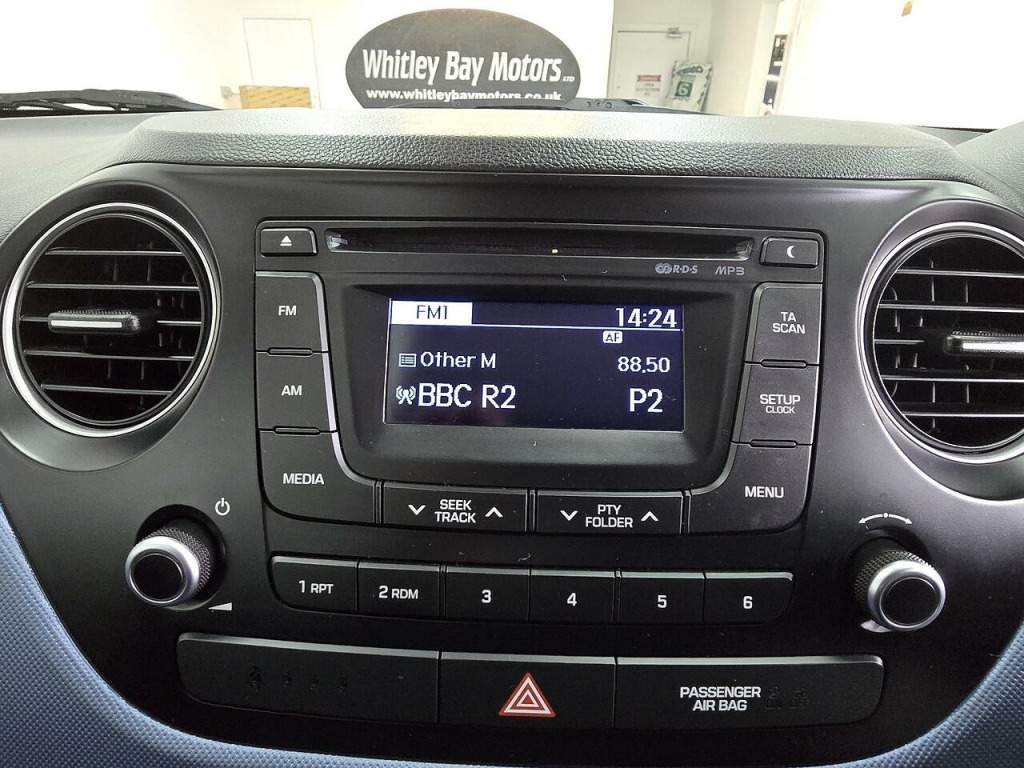 Whitley Bay Motors LTD
www.whitleybaymotors.co.uk
R·D·S MP3
FM
AM
MEDIA
FM1 14:24
AF
Other M 88.50
BBC R2 P2
TA
SCAN
SETUP
CLOCK
MENU
SEEK
TRACK
PTY
FOLDER
1 RPT
2 RDM
3
4
5
6
PASSENGER
AIR BAG